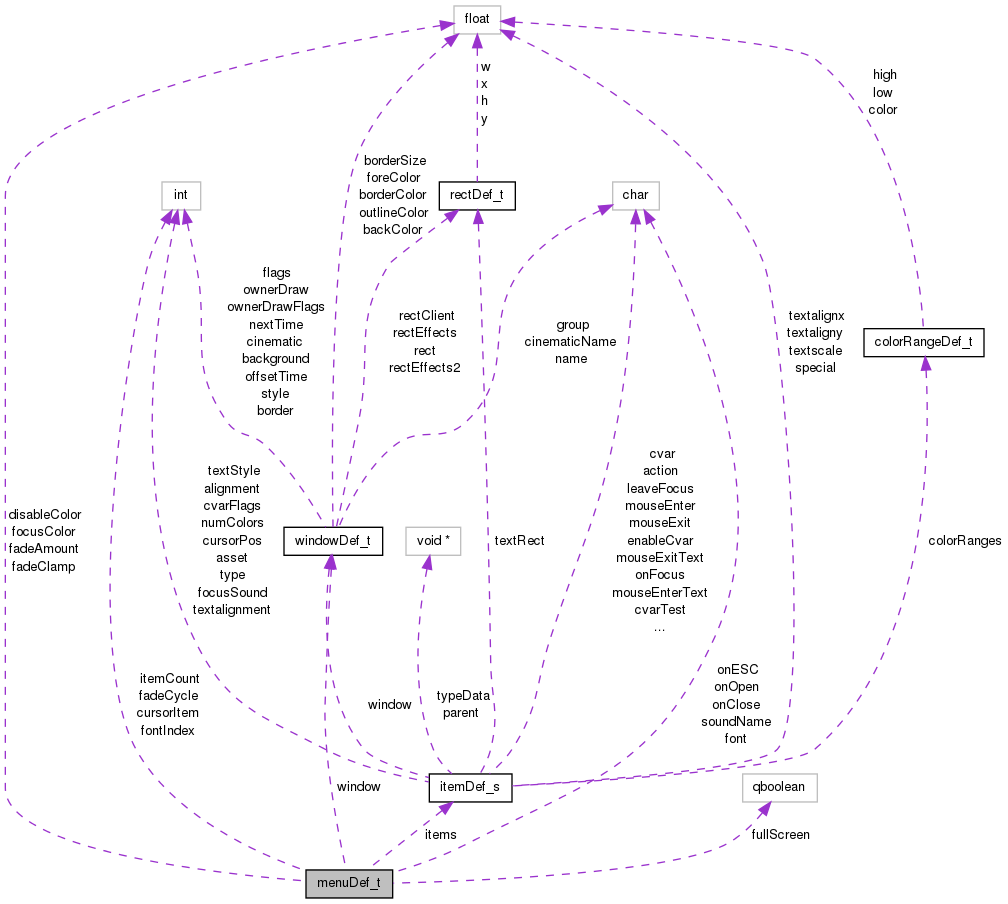 float
w
x
h
y
high
low
color
borderSize
foreColor
borderColor
outlineColor
backColor
int
rectDef_t
char
flags
ownerDraw
ownerDrawFlags
nextTime
cinematic
background
offsetTime
style
border
rectClient
rectEffects
rect
rectEffects2
group
cinematicName
name
textalignx
textaligny
textscale
special
colorRangeDef_t
textStyle
alignment
cvarFlags
numColors
cursorPos
asset
type
focusSound
textalignment
cvar
action
leaveFocus
mouseEnter
mouseExit
enableCvar
mouseExitText
onFocus
mouseEnterText
cvarTest
...
disableColor
focusColor
fadeAmount
fadeClamp
windowDef_t
void *
textRect
colorRanges
itemCount
fadeCycle
cursorItem
fontIndex
window
typeData
parent
onESC
onOpen
onClose
soundName
font
window
itemDef_s
qboolean
items
fullScreen
menuDef_t